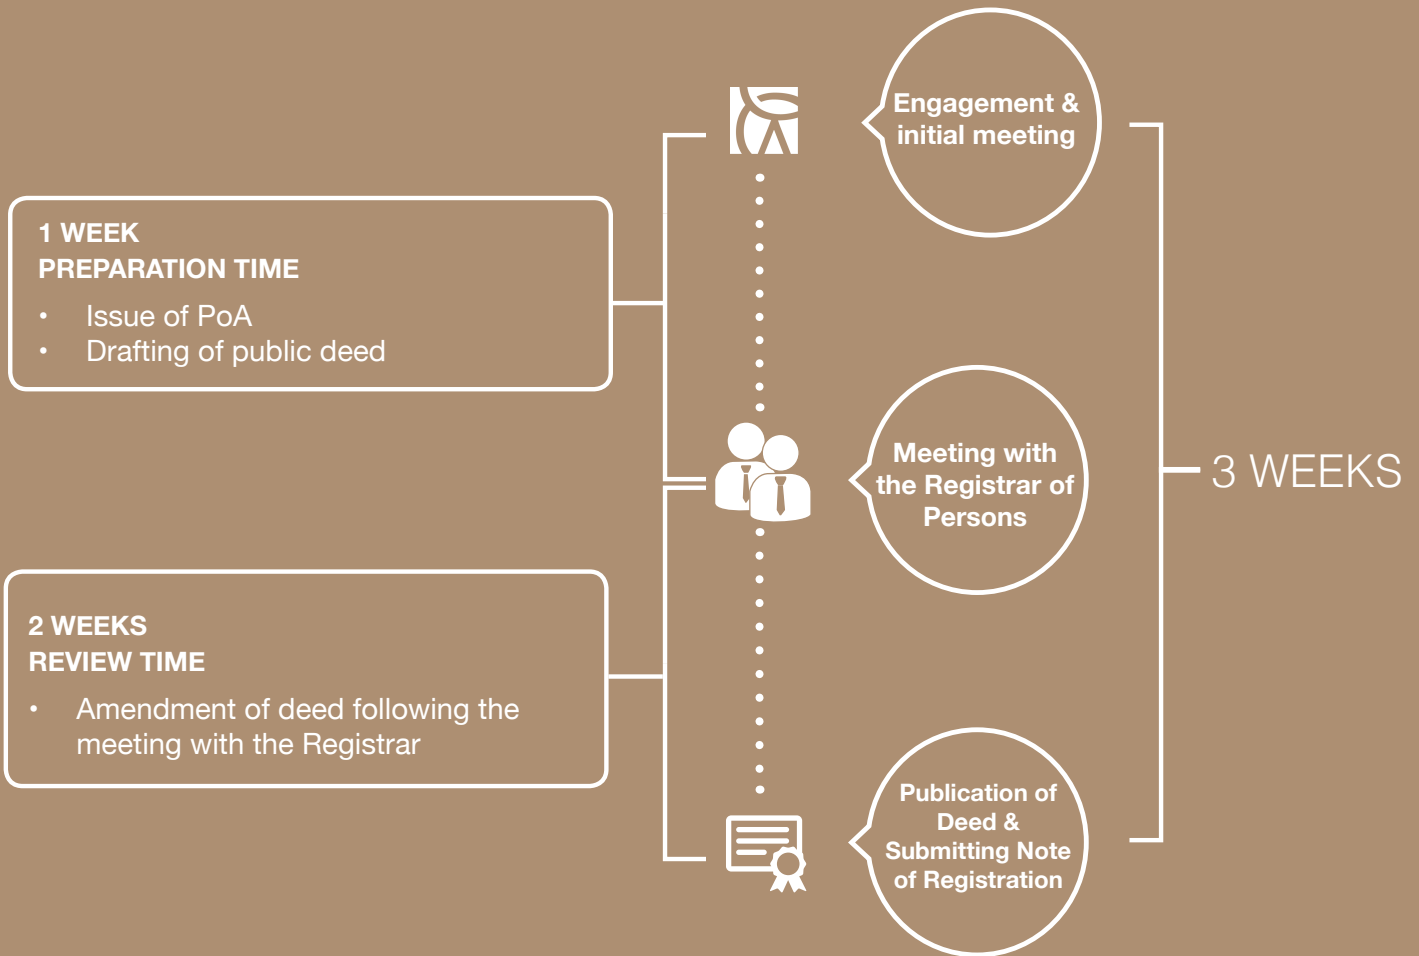 Engagement &
initial meeting
1 WEEK
PREPARATION TIME
• Issue of PoA
• Drafting of public deed
Meeting with
the Registrar of
Persons
3 WEEKS
2 WEEKS
REVIEW TIME
• Amendment of deed following the
meeting with the Registrar
Publication of
Deed &
Submitting Note
of Registration